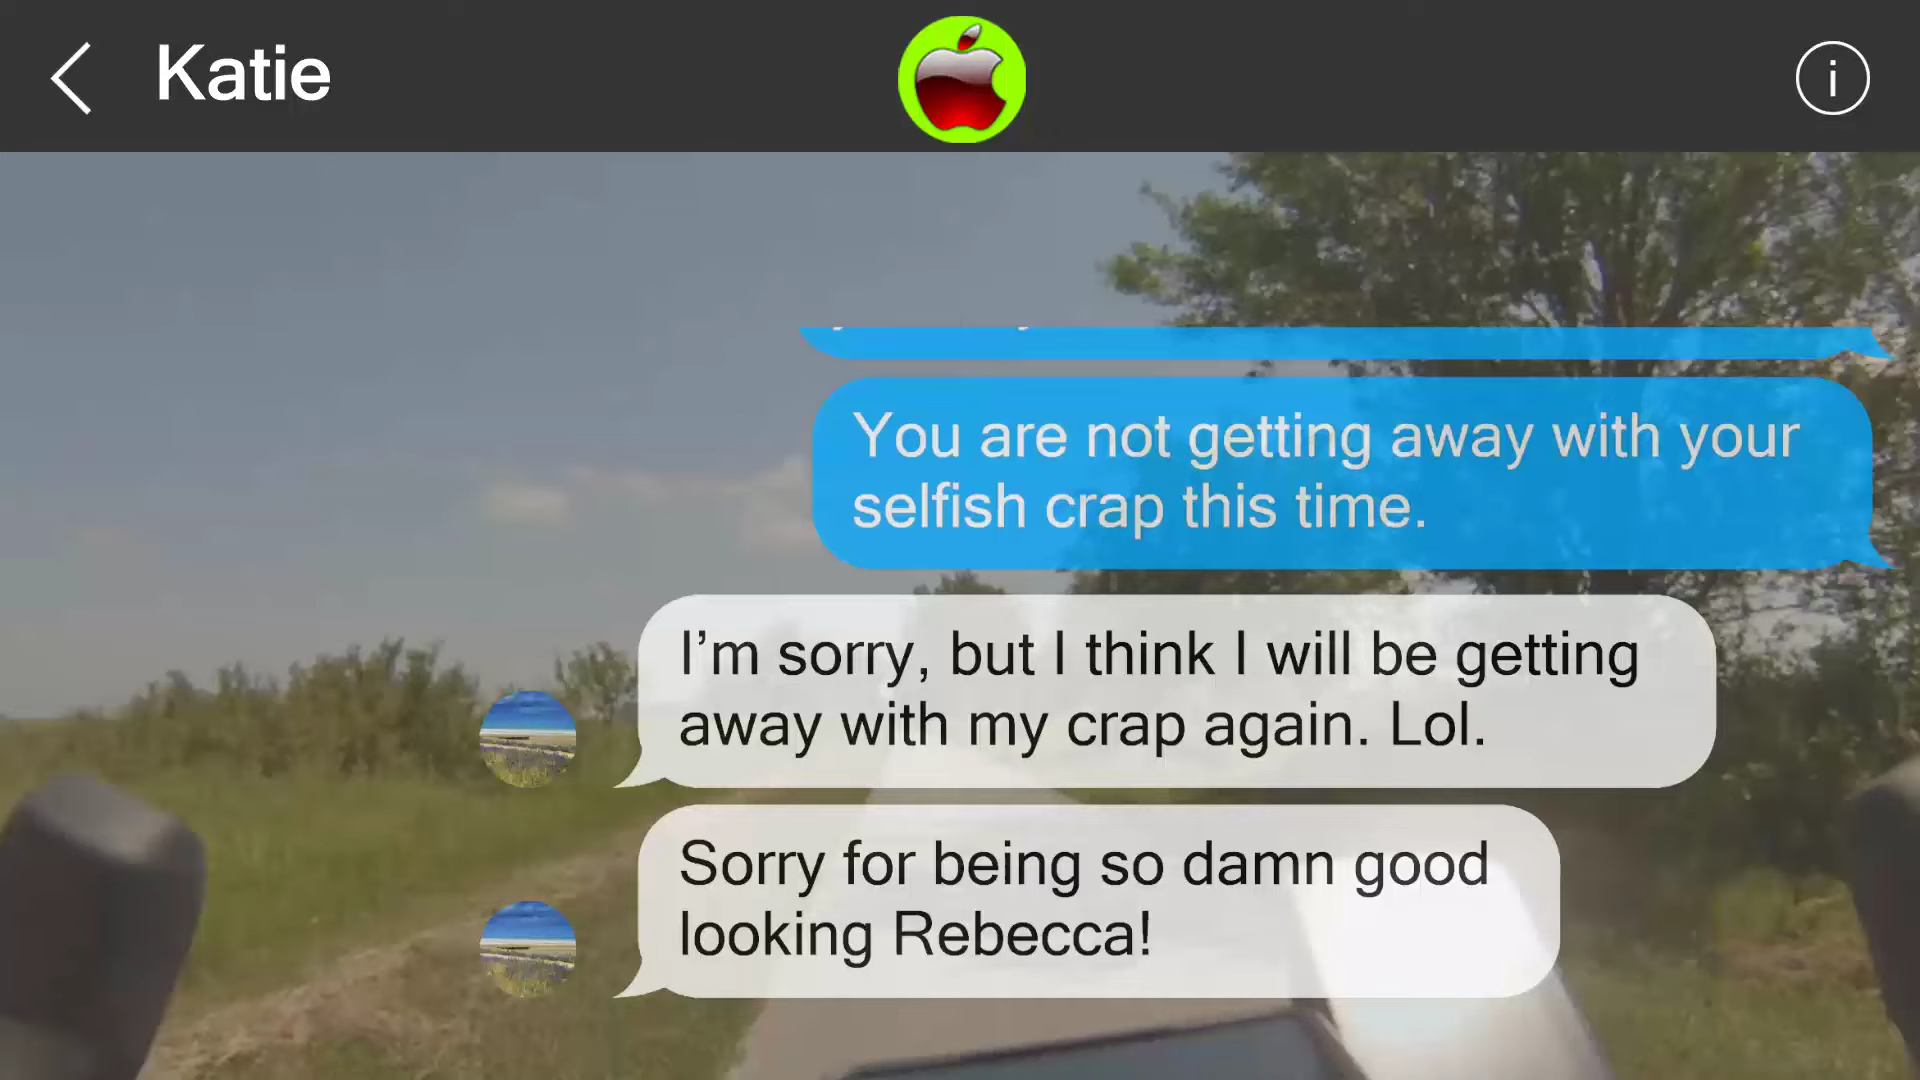 Katie
i
You are not getting away with your
selfish crap this time.
I’m sorry, but I think I will be getting
away with my crap again. Lol.
Sorry for being so damn good
looking Rebecca!